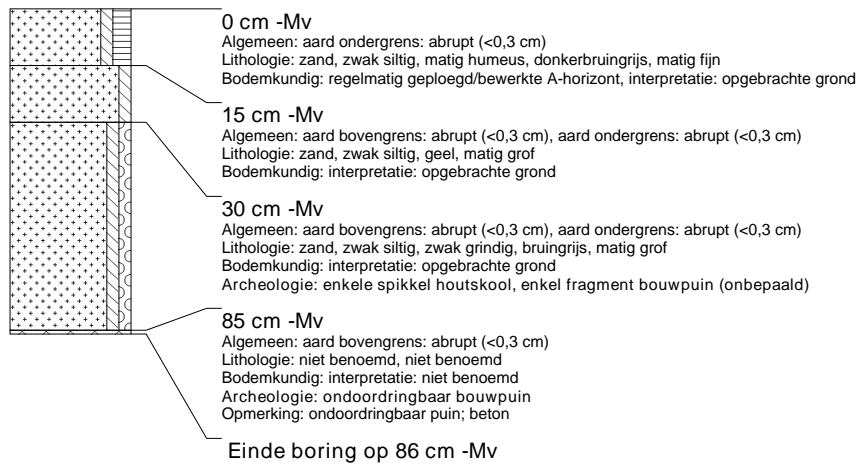 0 cm -Mv
Algemeen: aard ondergrens: abrupt (<0,3 cm)
Lithologie: zand, zwak siltig, matig humeus, donkerbruingrijs, matig fijn
Bodemkundig: regelmatig geploegd/bewerkte A-horizont, interpretatie: opgebrachte grond
15 cm -Mv
Algemeen: aard bovengrens: abrupt (<0,3 cm), aard ondergrens: abrupt (<0,3 cm)
Lithologie: zand, zwak siltig, geel, matig grof
Bodemkundig: interpretatie: opgebrachte grond
30 cm -Mv
Algemeen: aard bovengrens: abrupt (<0,3 cm), aard ondergrens: abrupt (<0,3 cm)
Lithologie: zand, zwak siltig, zwak grindig, bruingrijs, matig grof
Bodemkundig: interpretatie: opgebrachte grond
Archeologie: enkele spikkel houtskool, enkel fragment bouwpuin (onbepaald)
85 cm -Mv
Algemeen: aard bovengrens: abrupt (<0,3 cm)
Lithologie: niet benoemd, niet benoemd
Bodemkundig: interpretatie: niet benoemd
Archeologie: ondoordringbaar bouwpuin
Opmerking: ondoordringbaar puin; beton
Einde boring op 86 cm -Mv